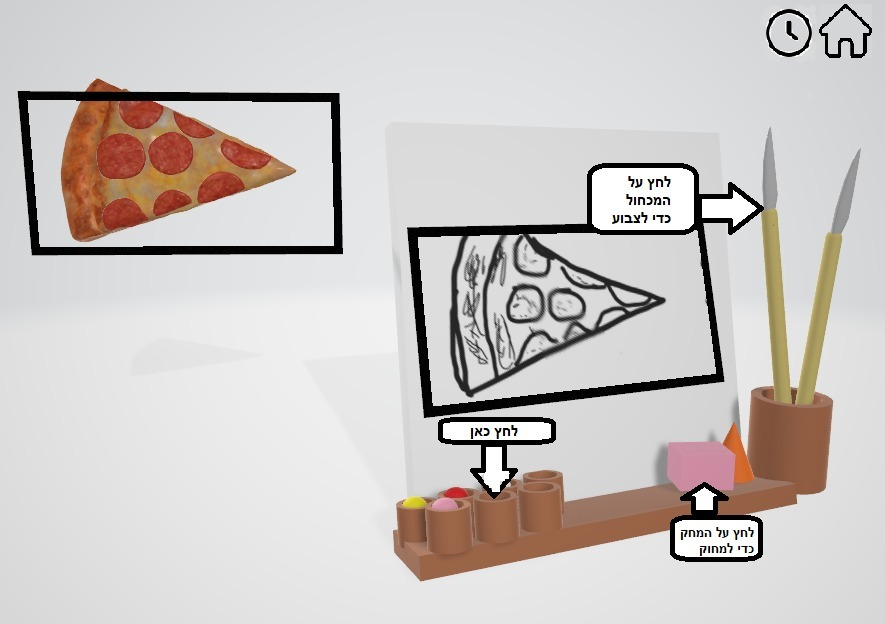 לחץ על
המכחול
כדי לצבוע
לחץ כאן
לחץ על המחק
כדי למחוק